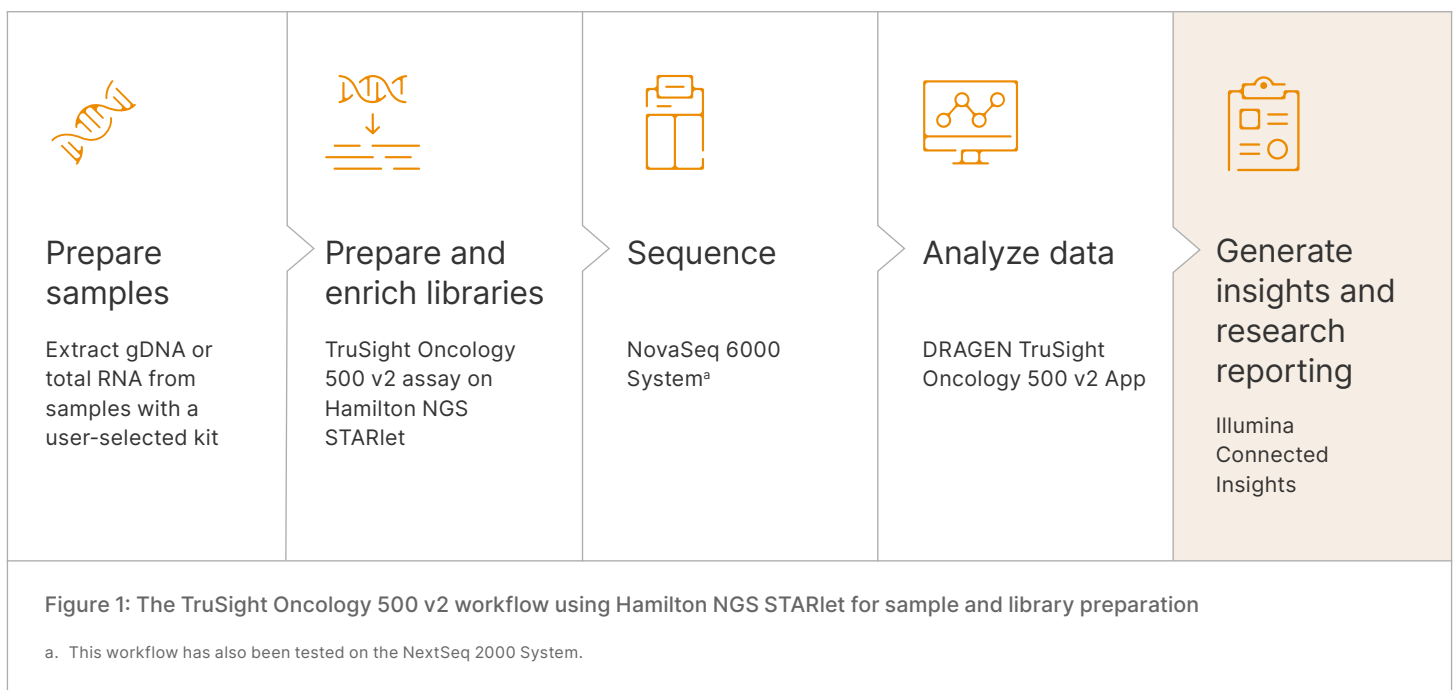 Prepare
samples
Extract gDNA or
total RNA from
samples with a
user-selected kit
Prepare and
enrich libraries
TruSight Oncology
500 v2 assay on
Hamilton NGS
STARlet
Sequence
NovaSeq 6000
Systemᵃ
Analyze data
DRAGEN TruSight
Oncology 500 v2 App
Generate
insights and
research
reporting
Illumina
Connected
Insights
Figure 1: The TruSight Oncology 500 v2 workflow using Hamilton NGS STARlet for sample and library preparation
a. This workflow has also been tested on the NextSeq 2000 System.